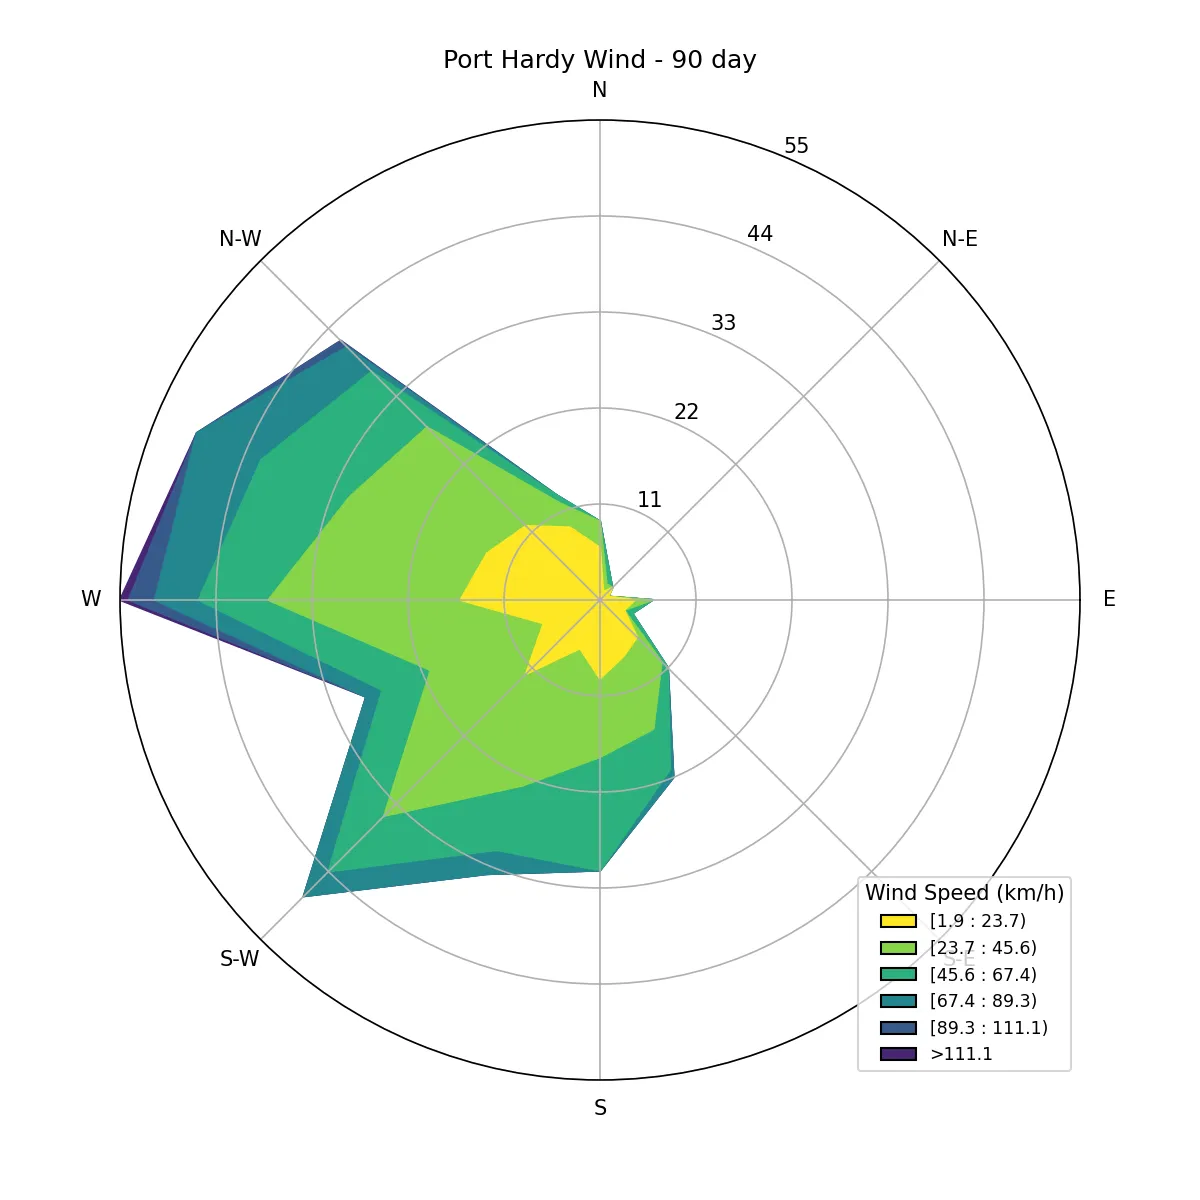 Port Hardy Wind - 90 day
N
55
N-W
N-E
44
33
22
11
W
E
S-W
S-E
S
Wind Speed (km/h)
[1.9 : 23.7)
[23.7 : 45.6)
[45.6 : 67.4)
[67.4 : 89.3)
[89.3 : 111.1)
>111.1